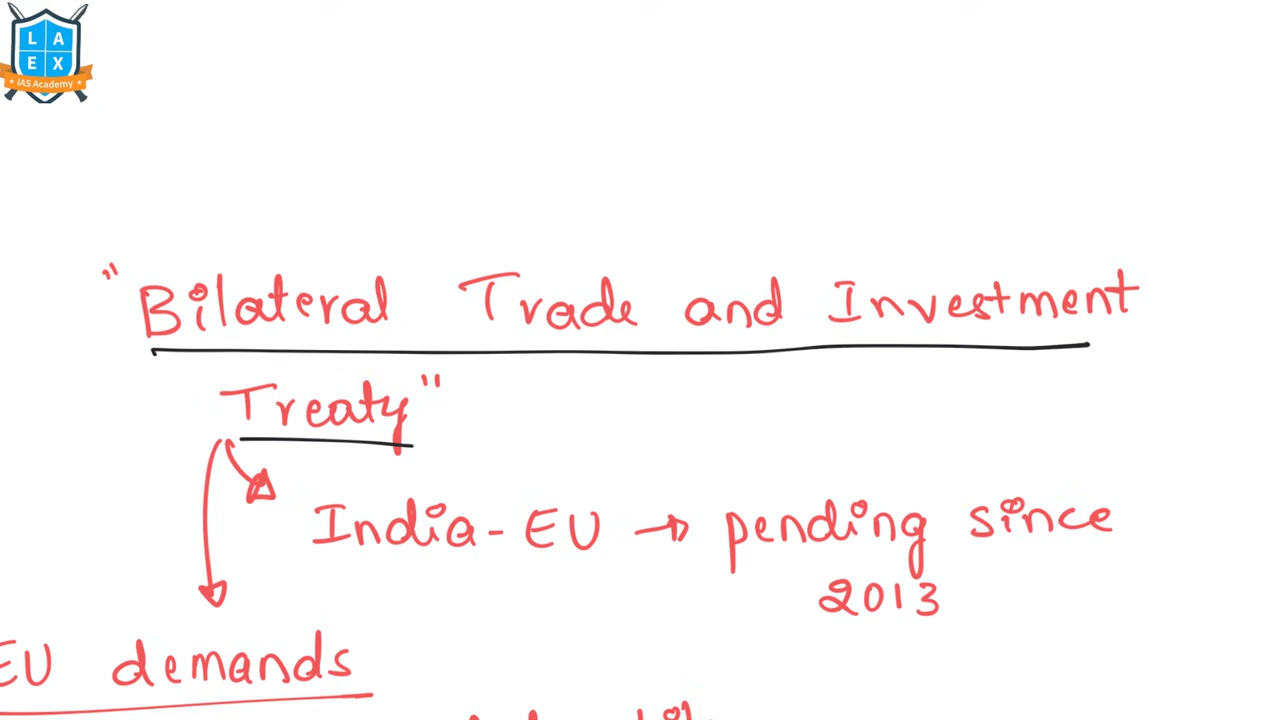 L A
E X
IAS Academy
"Bilateral Trade and Investment
Treaty"
India-EU → pending since
2013
EU demands